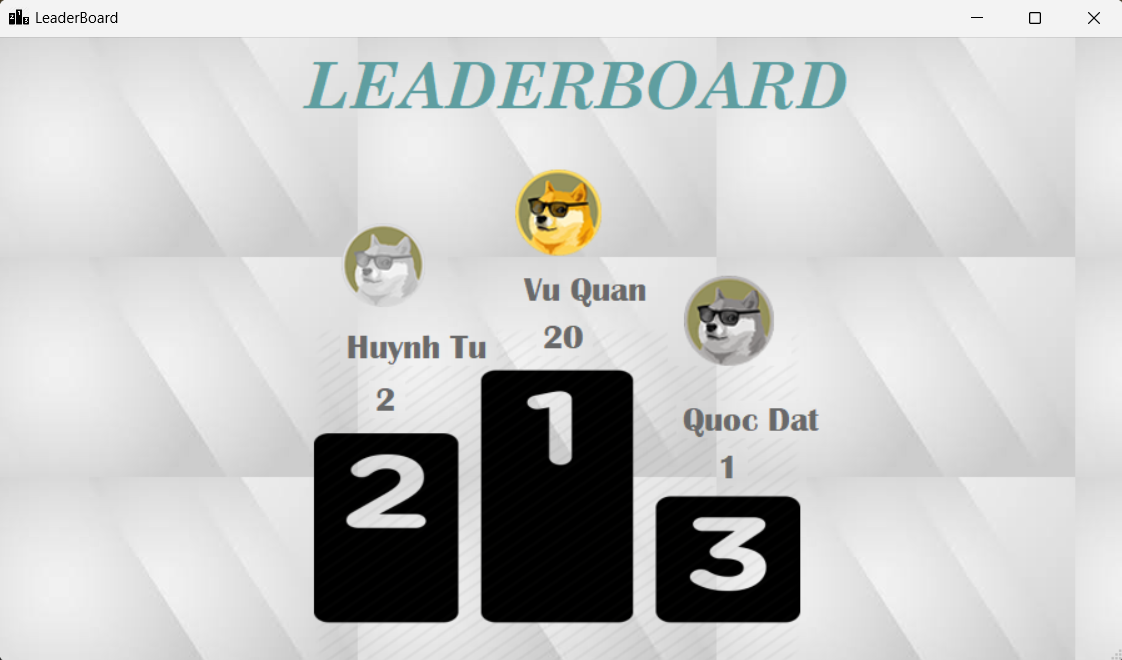 LeaderBoard
LEADERBOARD
Vu Quan
20
Huynh Tu
2
Quoc Dat
1
1
2
3